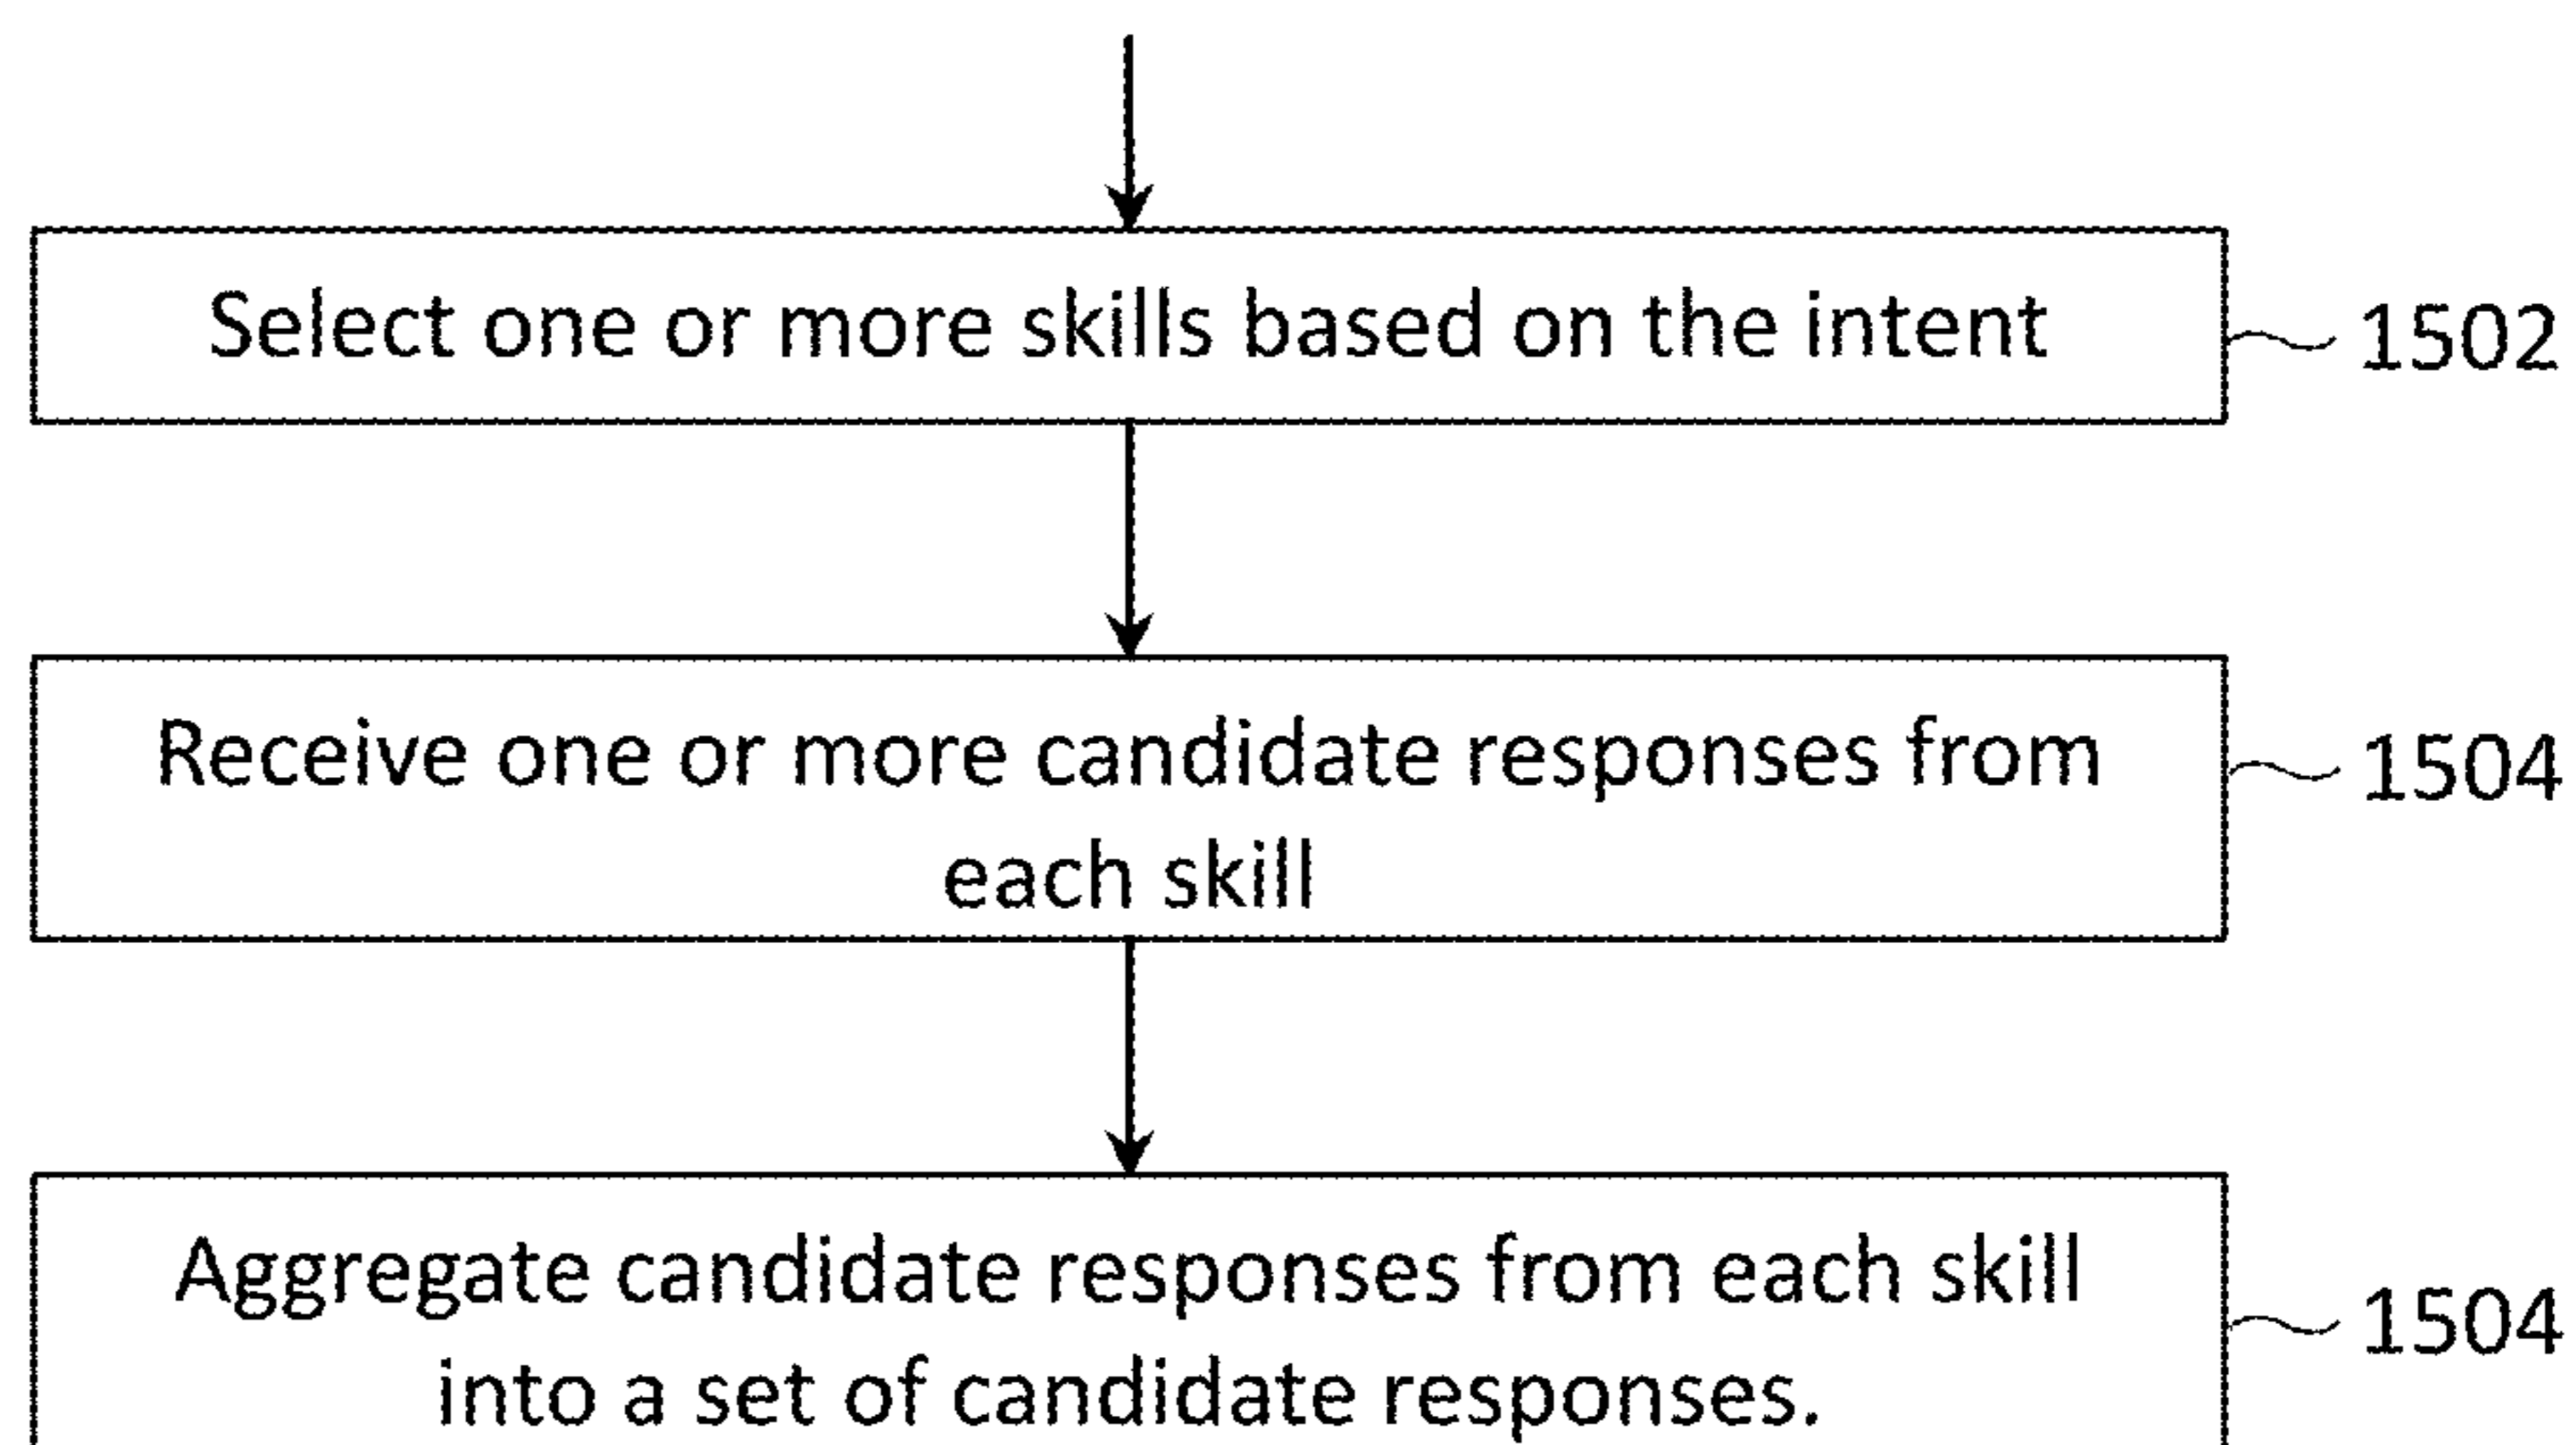 Select one or more skills based on the intent
1502
Receive one or more candidate responses from
each skill
1504
Aggregate candidate responses from each skill
into a set of candidate responses.
1504